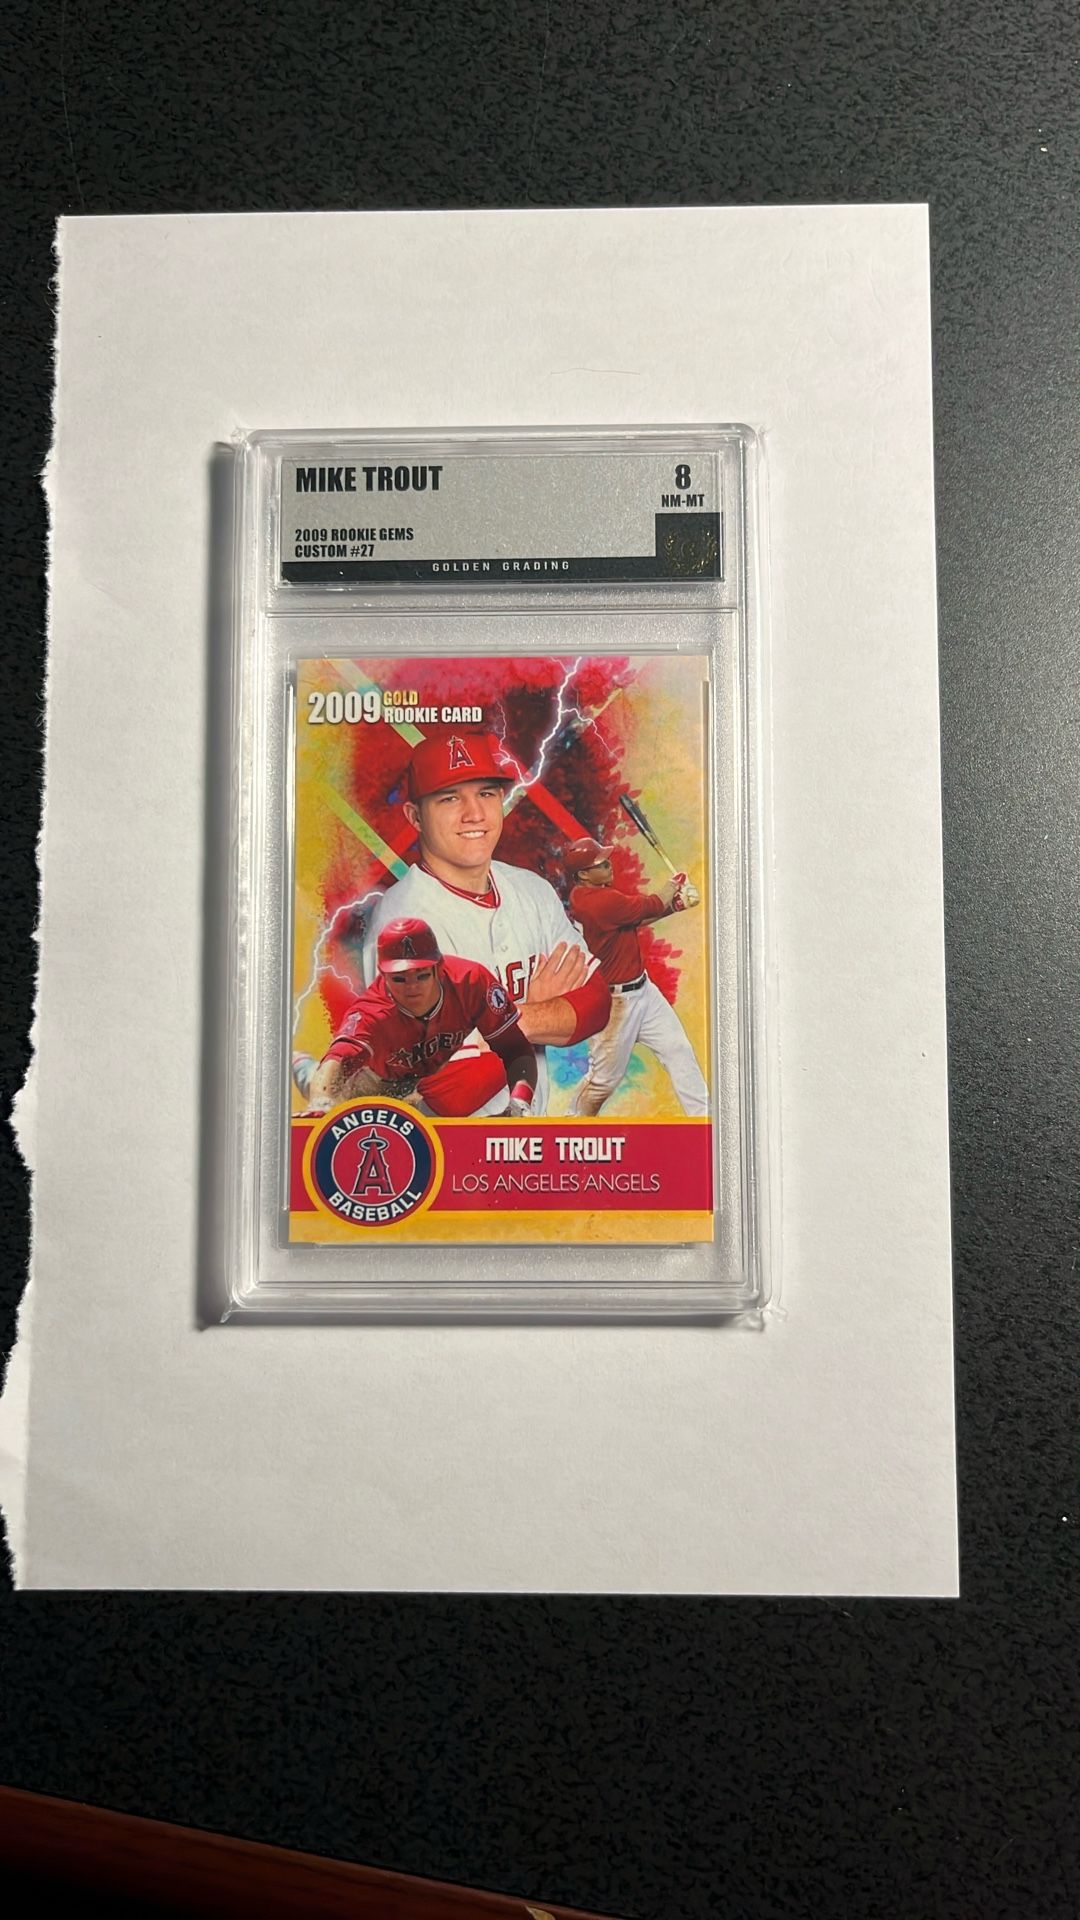 MIKE TROUT
8
NM-MT
2009 ROOKIE GEMS
CUSTOM #27
GOLDEN GRADING
2009 GOLD
ROOKIE CARD
ANGELS
BASEBALL
MIKE TROUT
LOS ANGELES ANGELS